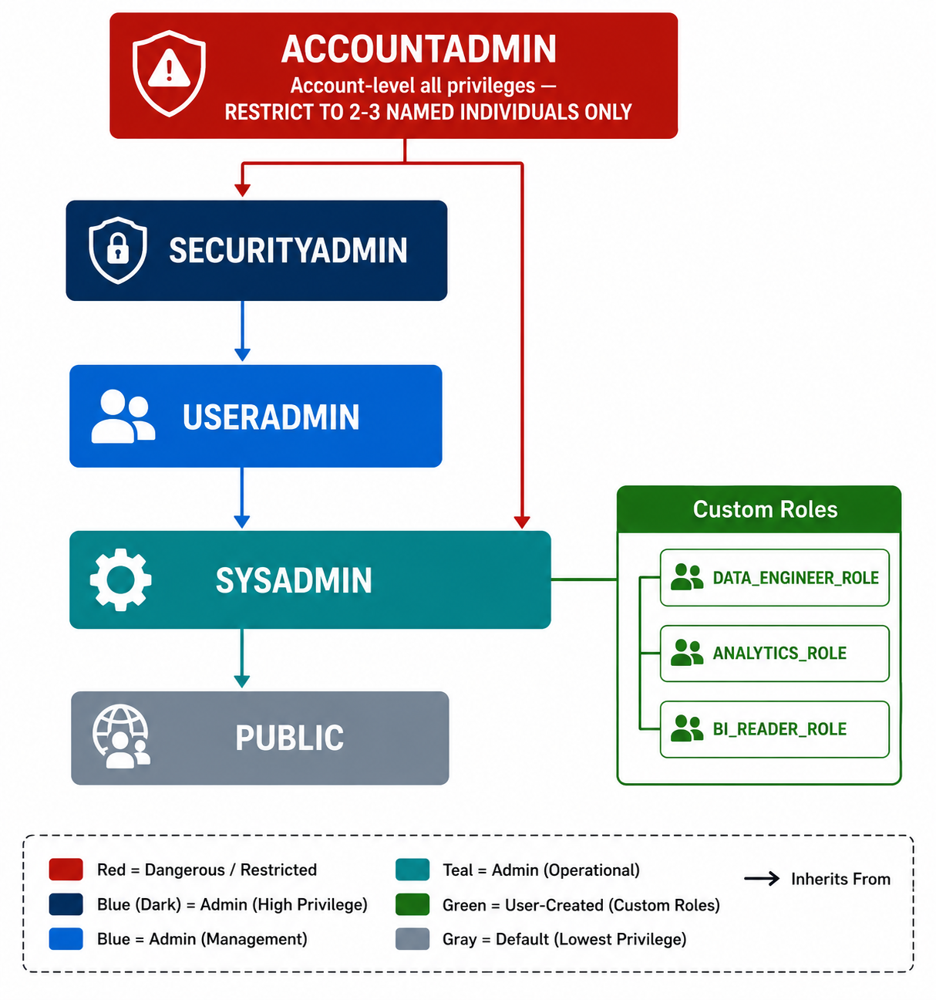 ACCOUNTADMIN
Account-level all privileges —
RESTRICT TO 2-3 NAMED INDIVIDUALS ONLY
SECURITYADMIN
USERADMIN
SYSADMIN
PUBLIC
Custom Roles
DATA_ENGINEER_ROLE
ANALYTICS_ROLE
BI_READER_ROLE
Red = Dangerous / Restricted
Blue (Dark) = Admin (High Privilege)
Blue = Admin (Management)
Teal = Admin (Operational)
Green = User-Created (Custom Roles)
Gray = Default (Lowest Privilege)
Inherits From